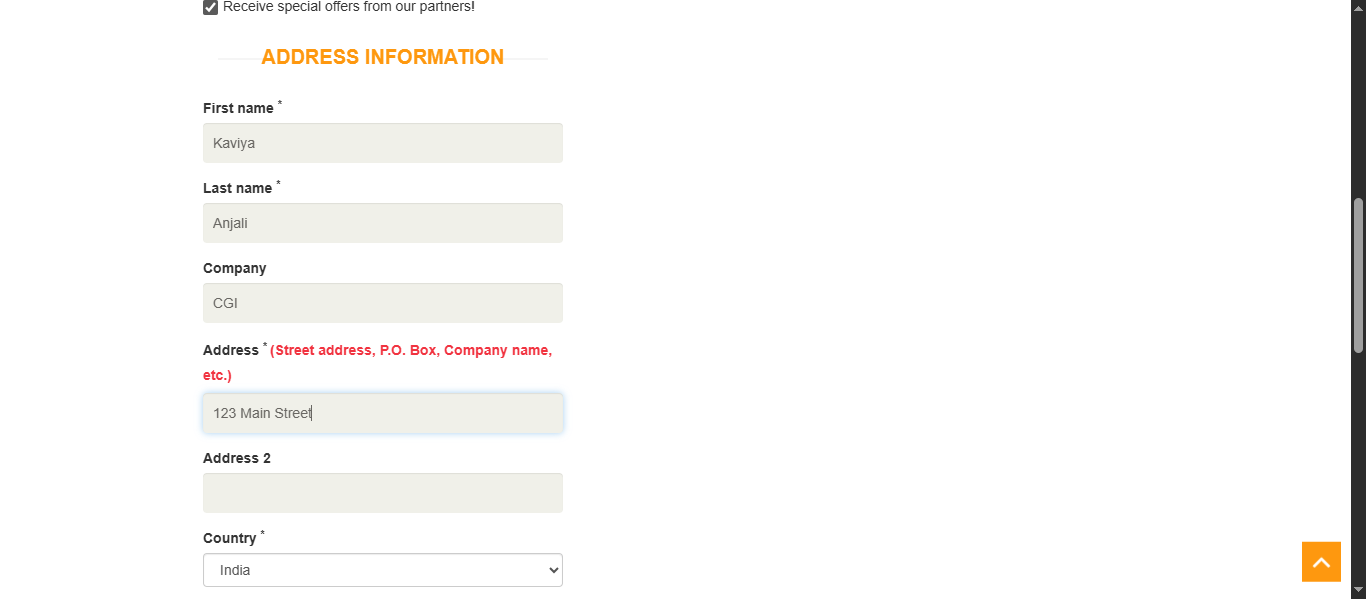 Receive special offers from our partners!
ADDRESS INFORMATION
First name *
Kaviya
Last name *
Anjali
Company
CGI
Address * (Street address, P.O. Box, Company name,
etc.)
123 Main Street
Address 2
Country *
India